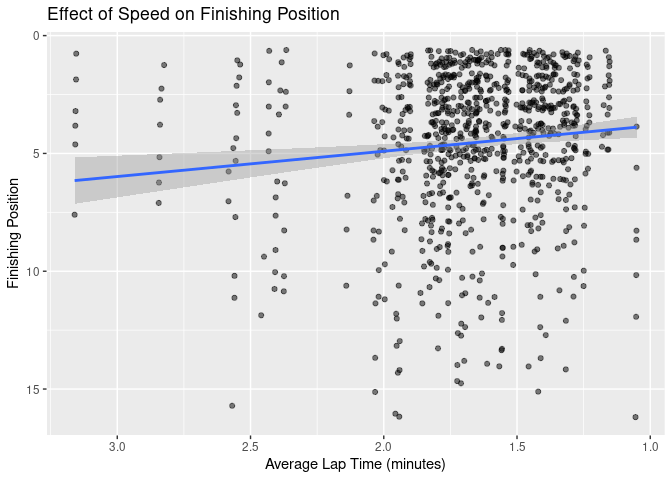 Effect of Speed on Finishing Position
0
5
10
15
Finishing Position
3.0 2.5 2.0 1.5 1.0
Average Lap Time (minutes)